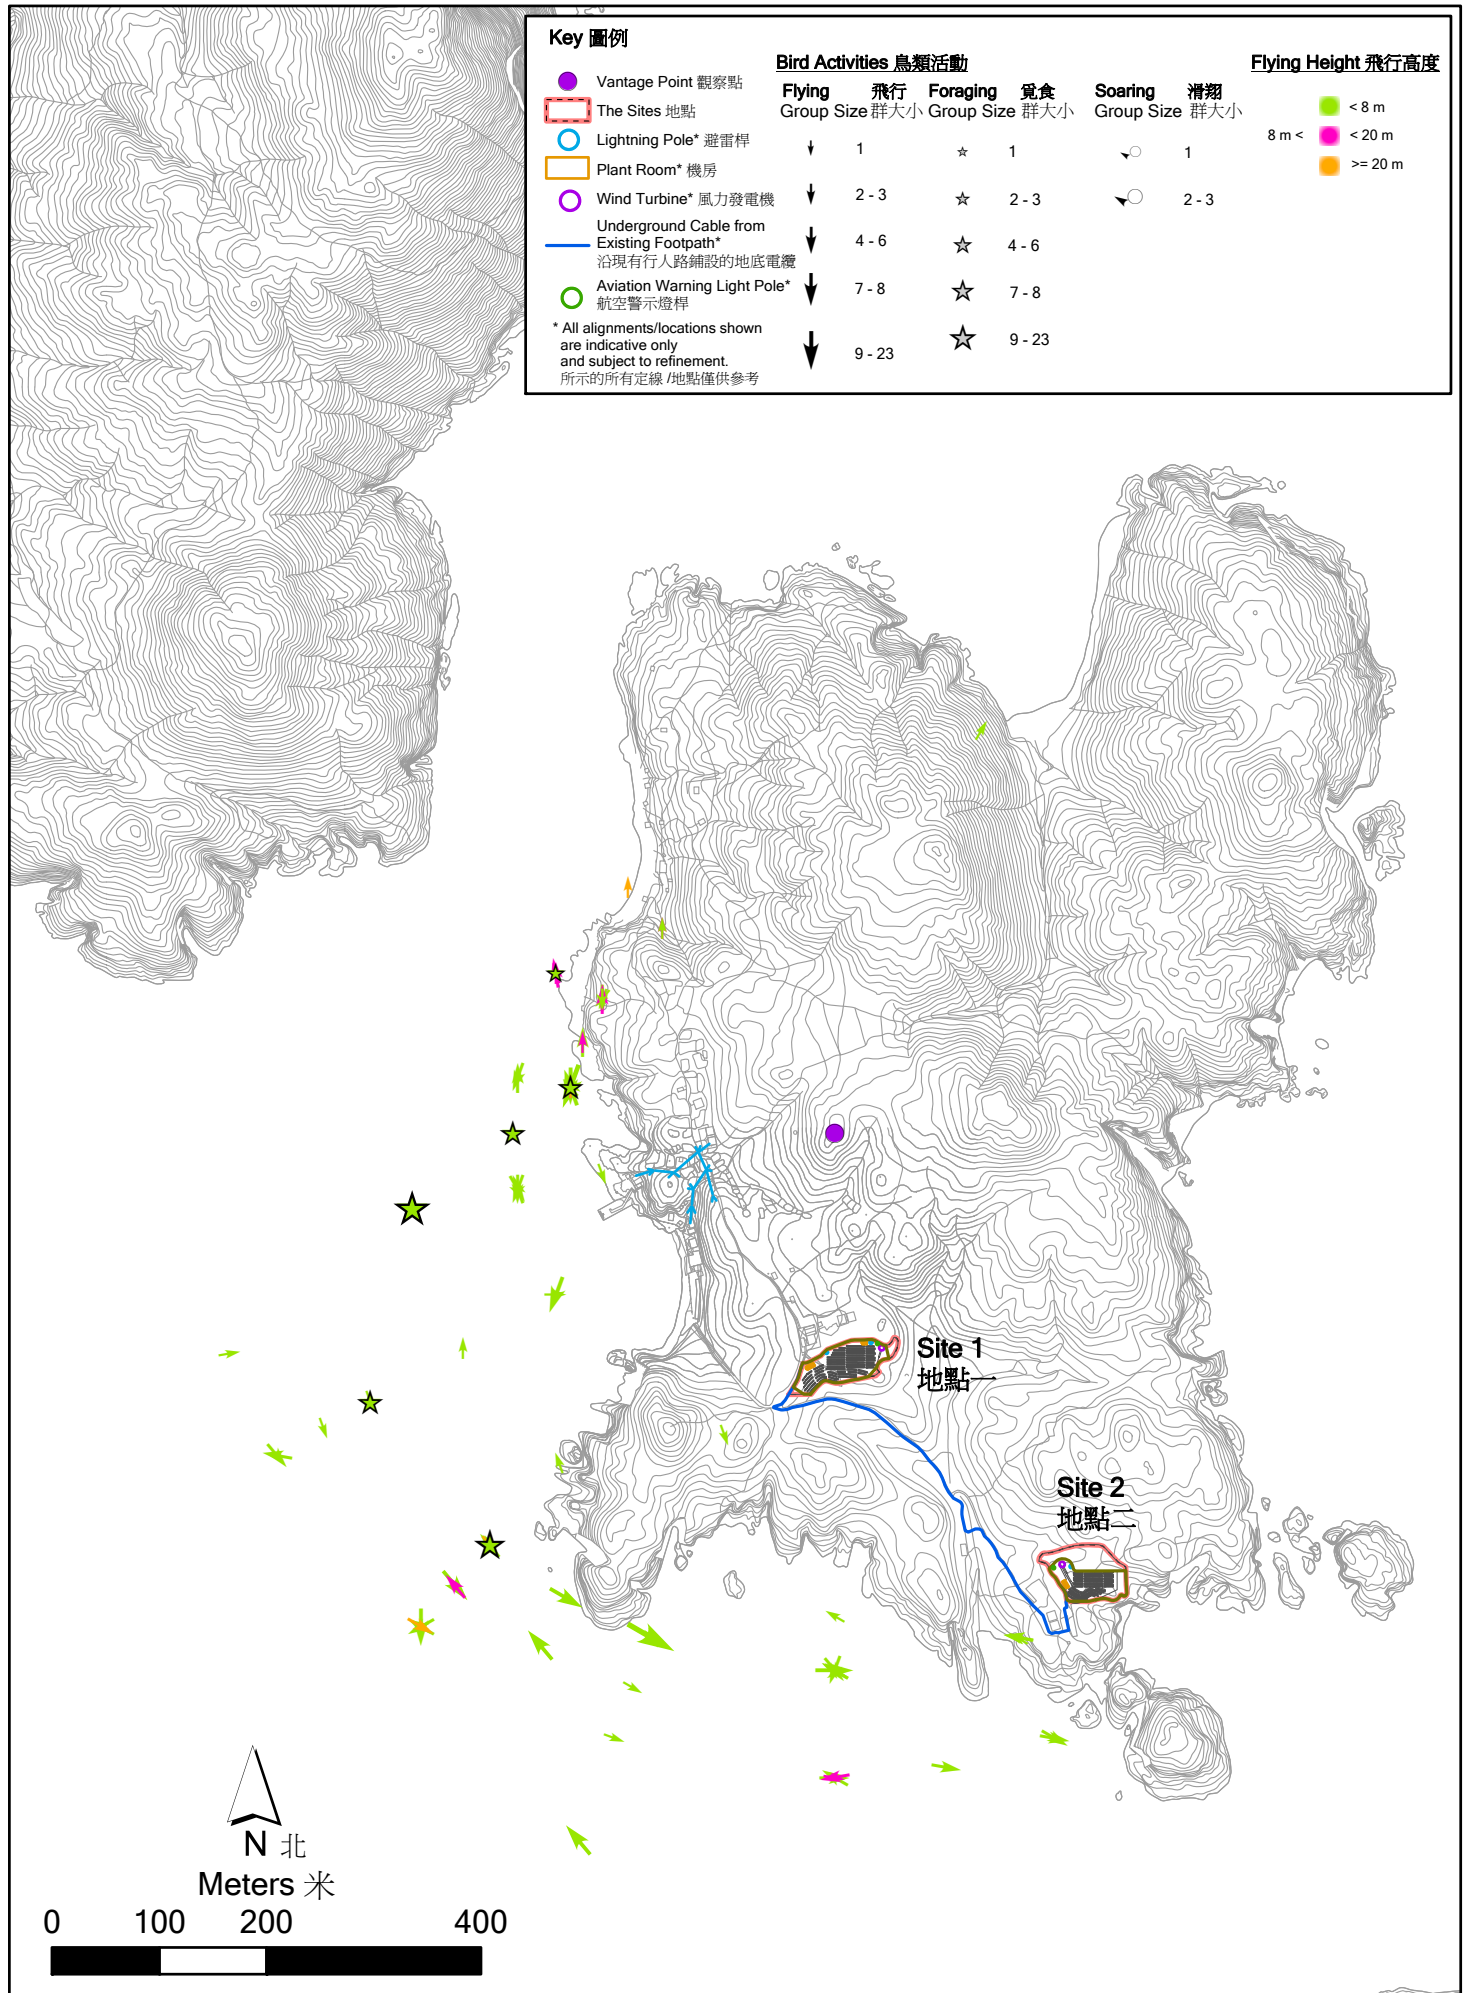 Key 圖例
Vantage Point 觀察點
The Sites 地點
Lightning Pole* 避雷桿
Plant Room* 機房
Wind Turbine* 風力發電機
Underground Cable from
Existing Footpath*
沿現有行人路鋪設的地底電纜
Aviation Warning Light Pole*
航空警示燈桿
* All alignments/locations shown
are indicative only
and subject to refinement.
所示的所有定線 /地點僅供參考
Bird Activities 鳥類活動
Flying 飛行 Foraging 覓食 Soaring 滑翔
Group Size 群大小 Group Size 群大小 Group Size 群大小
1 1 1
2 - 3 2 - 3 2 - 3
4 - 6 4 - 6
7 - 8 7 - 8
9 - 23 9 - 23
Flying Height 飛行高度
< 8 m
8 m < < 20 m
>= 20 m
Site 1
地點一
Site 2
地點二
N 北
Meters 米
0 100 200 400